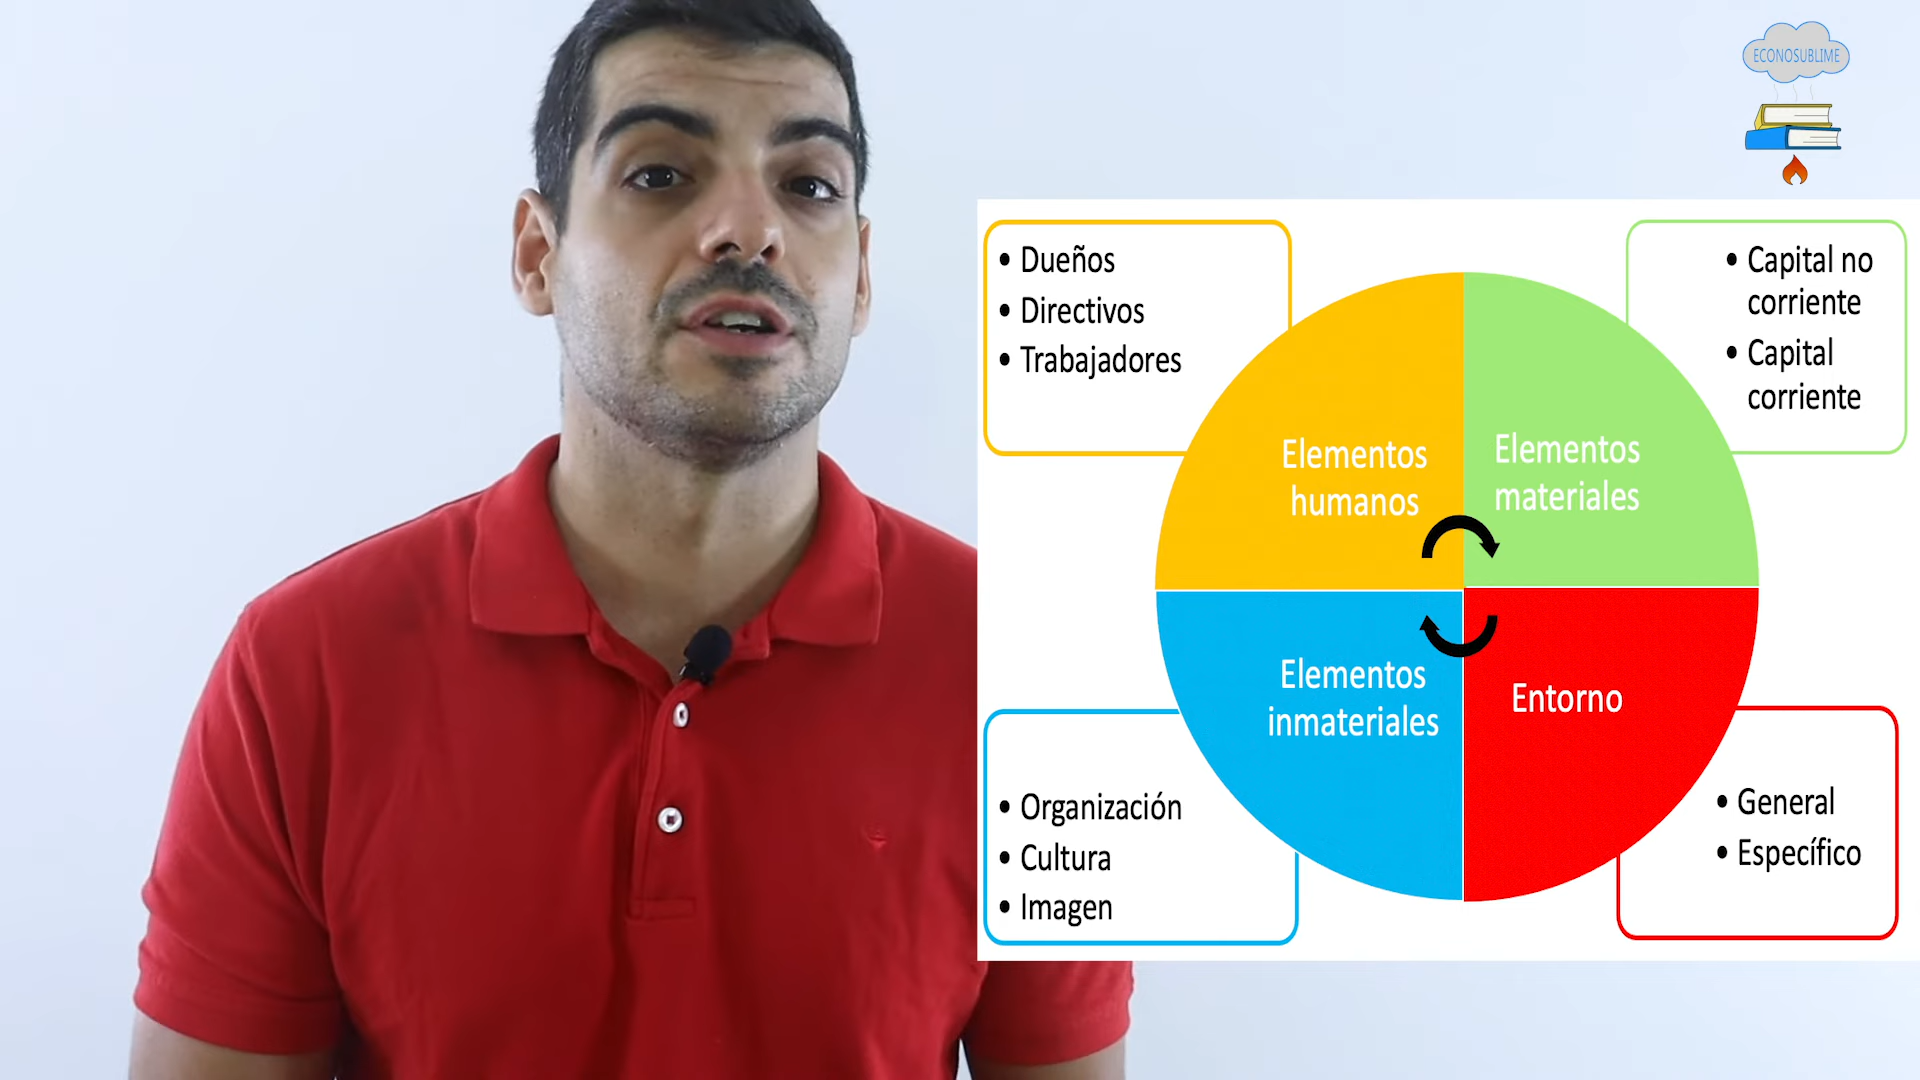 ECONOSUBLIME
• Dueños
• Directivos
• Trabajadores
• Capital no
corriente
• Capital
corriente
Elementos
humanos
Elementos
materiales
Elementos
inmateriales
Entorno
• Organización
• Cultura
• Imagen
• General
• Específico